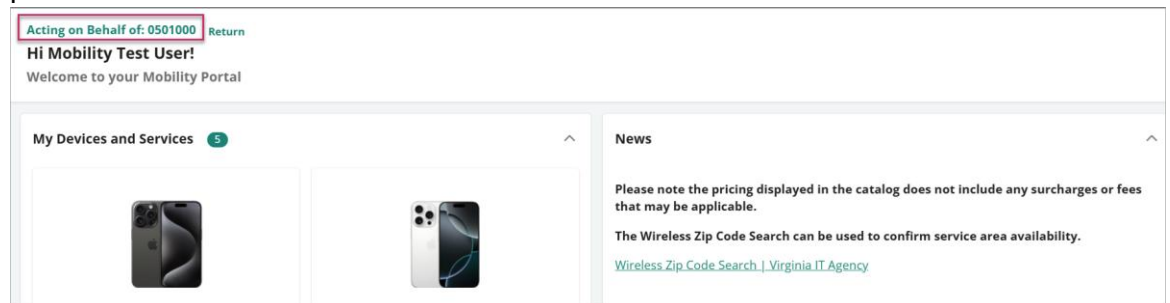 Acting on Behalf of: 0501000 Return
Hi Mobility Test User!
Welcome to your Mobility Portal
My Devices and Services 5
News
Please note the pricing displayed in the catalog does not include any surcharges or fees
that may be applicable.
The Wireless Zip Code Search can be used to confirm service area availability.
Wireless Zip Code Search | Virginia IT Agency